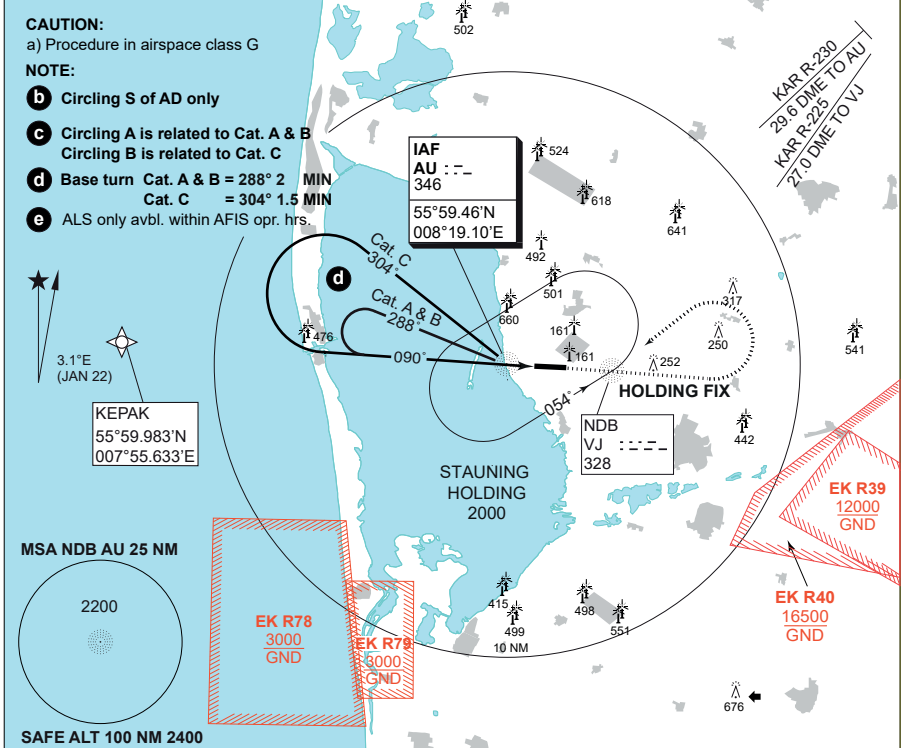 CAUTION:
a) Procedure in airspace class G
NOTE:
b Circling S of AD only
c Circling A is related to Cat. A & B
Circling B is related to Cat. C
d Base turn Cat. A & B = 288° 2 MIN
Cat. C = 304° 1.5 MIN
e ALS only avbl. within AFIS opr. hrs.
502
KAR R-230
29.6 DME TO AU
KAR R-225
27.0 DME TO VJ
IAF
AU
346
55°59.46'N
008°19.10'E
524
618
641
492
501
660
161
161
317
250
252
541
442
476
d
Cat. C
304°
Cat. A & B
288°
090°
054°
HOLDING FIX
NDB
VJ
328
3.1°E
(JAN 22)
KEPAK
55°59.983'N
007°55.633'E
STAUNING
HOLDING
2000
EK R39
12000
GND
EK R40
16500
GND
MSA NDB AU 25 NM
2200
EK R78
3000
GND
EK R79
3000
GND
415
499
498
551
10 NM
676
SAFE ALT 100 NM 2400